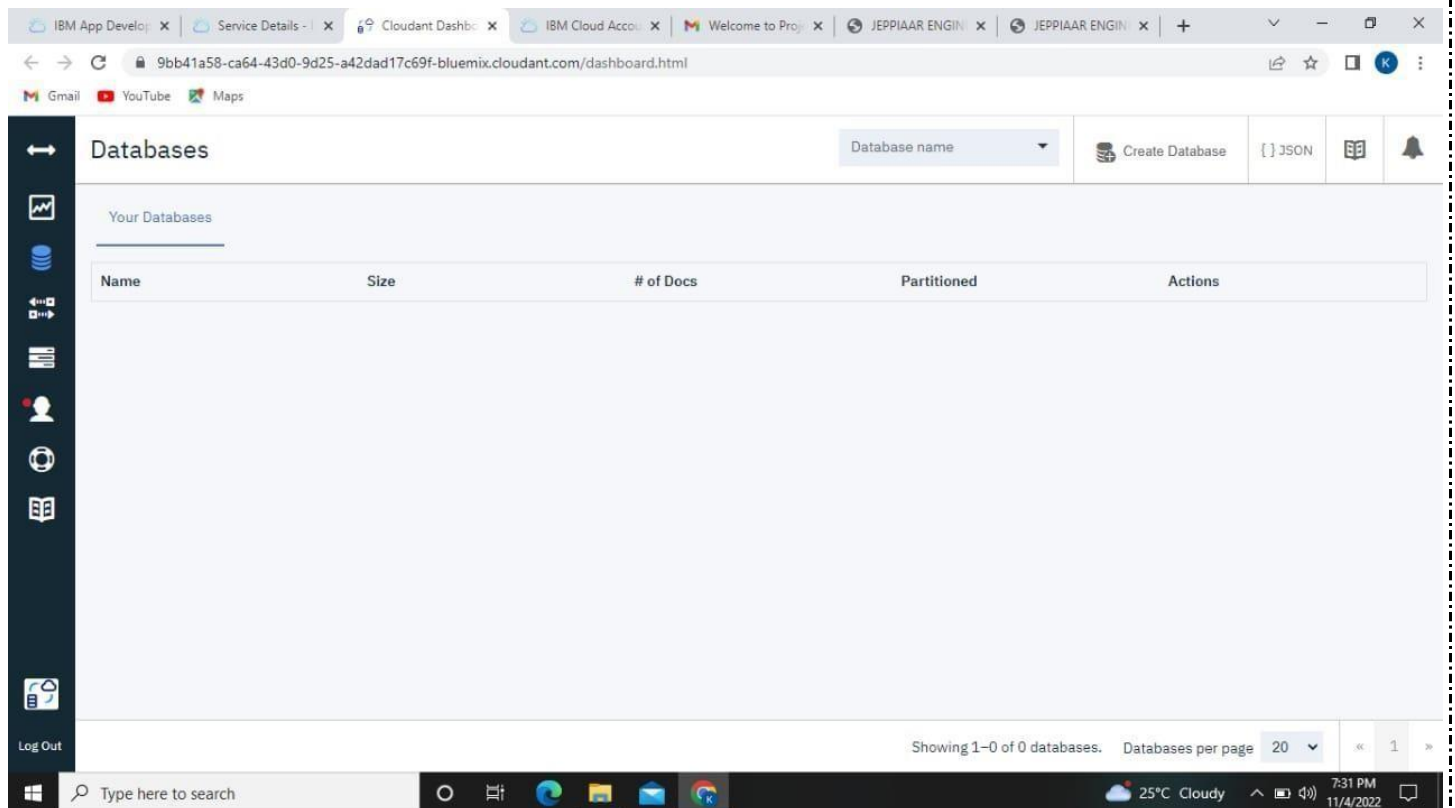 IBM App Develop
Service Details - I
Cloudant Dashbo
IBM Cloud Accou
Welcome to Proj
JEPPIAAR ENGIN
JEPPIAAR ENGIN
9bb41a58-ca64-43d0-9d25-a42dad17c69f-bluemix.cloudant.com/dashboard.html
K
Gmail YouTube Maps
Databases
Database name
Create Database
{ } JSON
Your Databases
Name Size # of Docs Partitioned Actions
Log Out
Showing 1–0 of 0 databases. Databases per page 20 « 1 »
Type here to search
25°C Cloudy
7:31 PM
11/4/2022